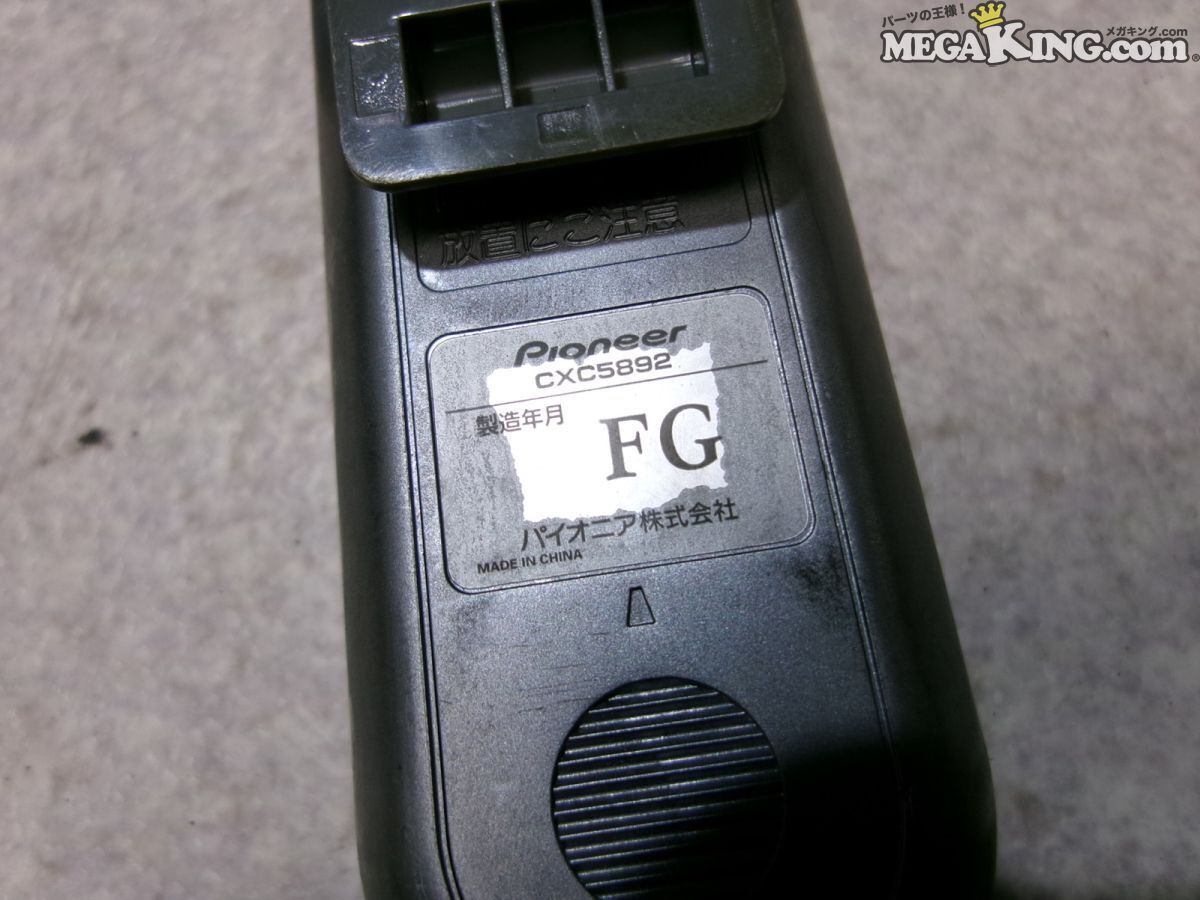 パーツの王様!
メガキング.com
MEGAKING.com®
放置にご注意
Pioneer
CXC5892
製造年月
FG
パイオニア株式会社
MADE IN CHINA